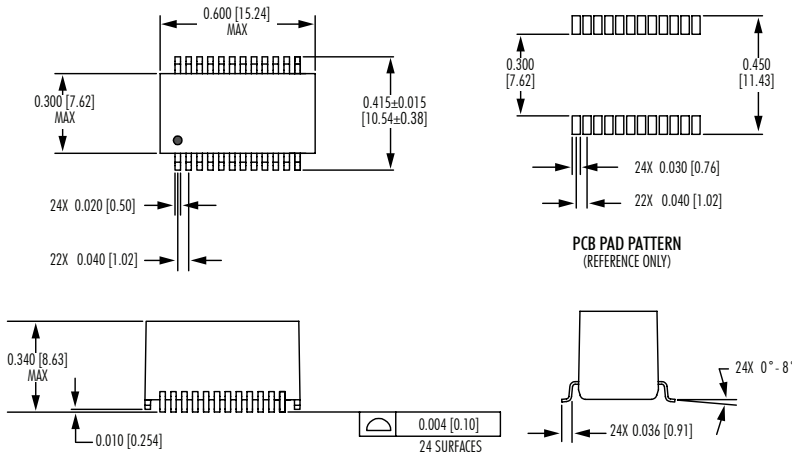 0.600 [15.24]
MAX
0.300 [7.62]
MAX
0.415±0.015
[10.54±0.38]
24X 0.020 [0.50]
22X 0.040 [1.02]
0.300
[7.62]
0.450
[11.43]
24X 0.030 [0.76]
22X 0.040 [1.02]
PCB PAD PATTERN
(REFERENCE ONLY)
0.340 [8.63]
MAX
0.010 [0.254]
0.004 [0.10]
24 SURFACES
24X 0°-8°
24X 0.036 [0.91]